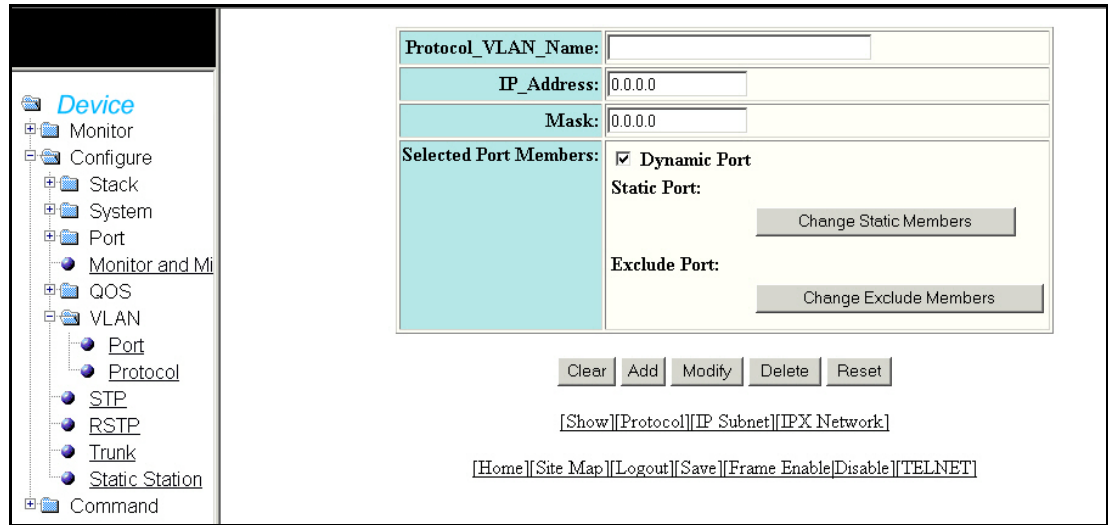 Device
Monitor
Configure
Stack
System
Port
Monitor and Mi
QOS
VLAN
Port
Protocol
STP
RSTP
Trunk
Static Station
Command
Protocol_VLAN_Name:
IP_Address: 0.0.0.0
Mask: 0.0.0.0
Selected Port Members: Dynamic Port
Static Port:
Change Static Members
Exclude Port:
Change Exclude Members
Clear Add Modify Delete Reset
[Show][Protocol][IP Subnet][IPX Network]
[Home][Site Map][Logout][Save][Frame Enable|Disable][TELNET]